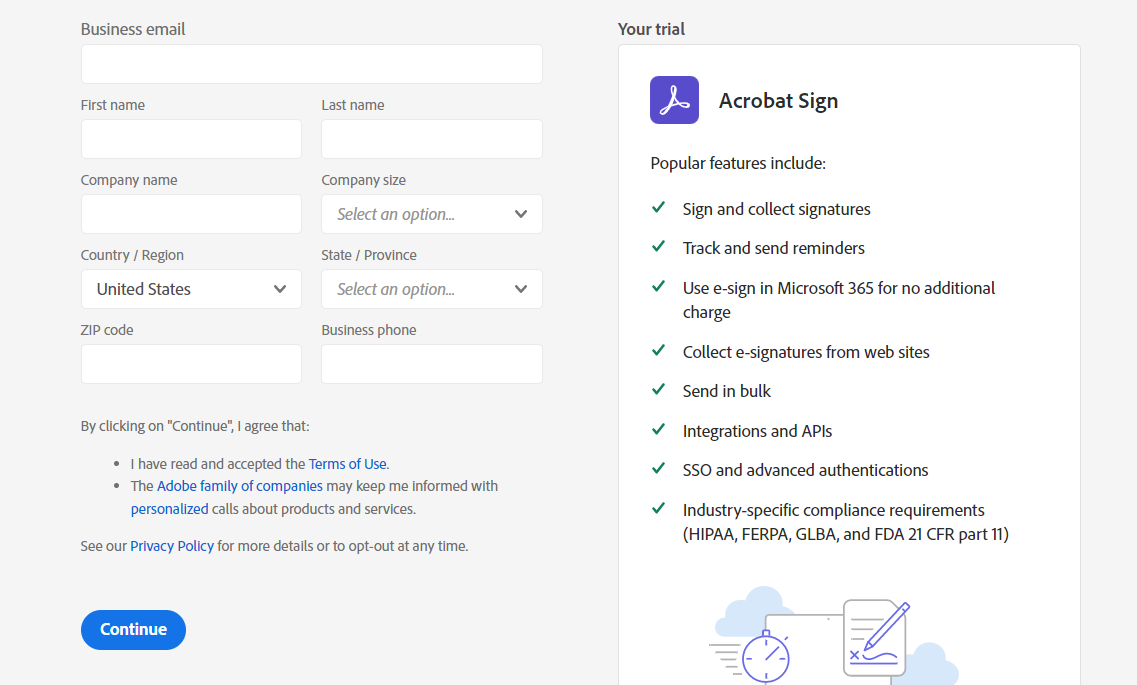 Business email
First name
Last name
Company name
Company size
Select an option...
Country / Region
United States
State / Province
Select an option...
ZIP code
Business phone
By clicking on "Continue", I agree that:
• I have read and accepted the Terms of Use.
• The Adobe family of companies may keep me informed with
personalized calls about products and services.
See our Privacy Policy for more details or to opt-out at any time.
Continue
Your trial
Acrobat Sign
Popular features include:
Sign and collect signatures
Track and send reminders
Use e-sign in Microsoft 365 for no additional
charge
Collect e-signatures from web sites
Send in bulk
Integrations and APIs
SSO and advanced authentications
Industry-specific compliance requirements
(HIPAA, FERPA, GLBA, and FDA 21 CFR part 11)